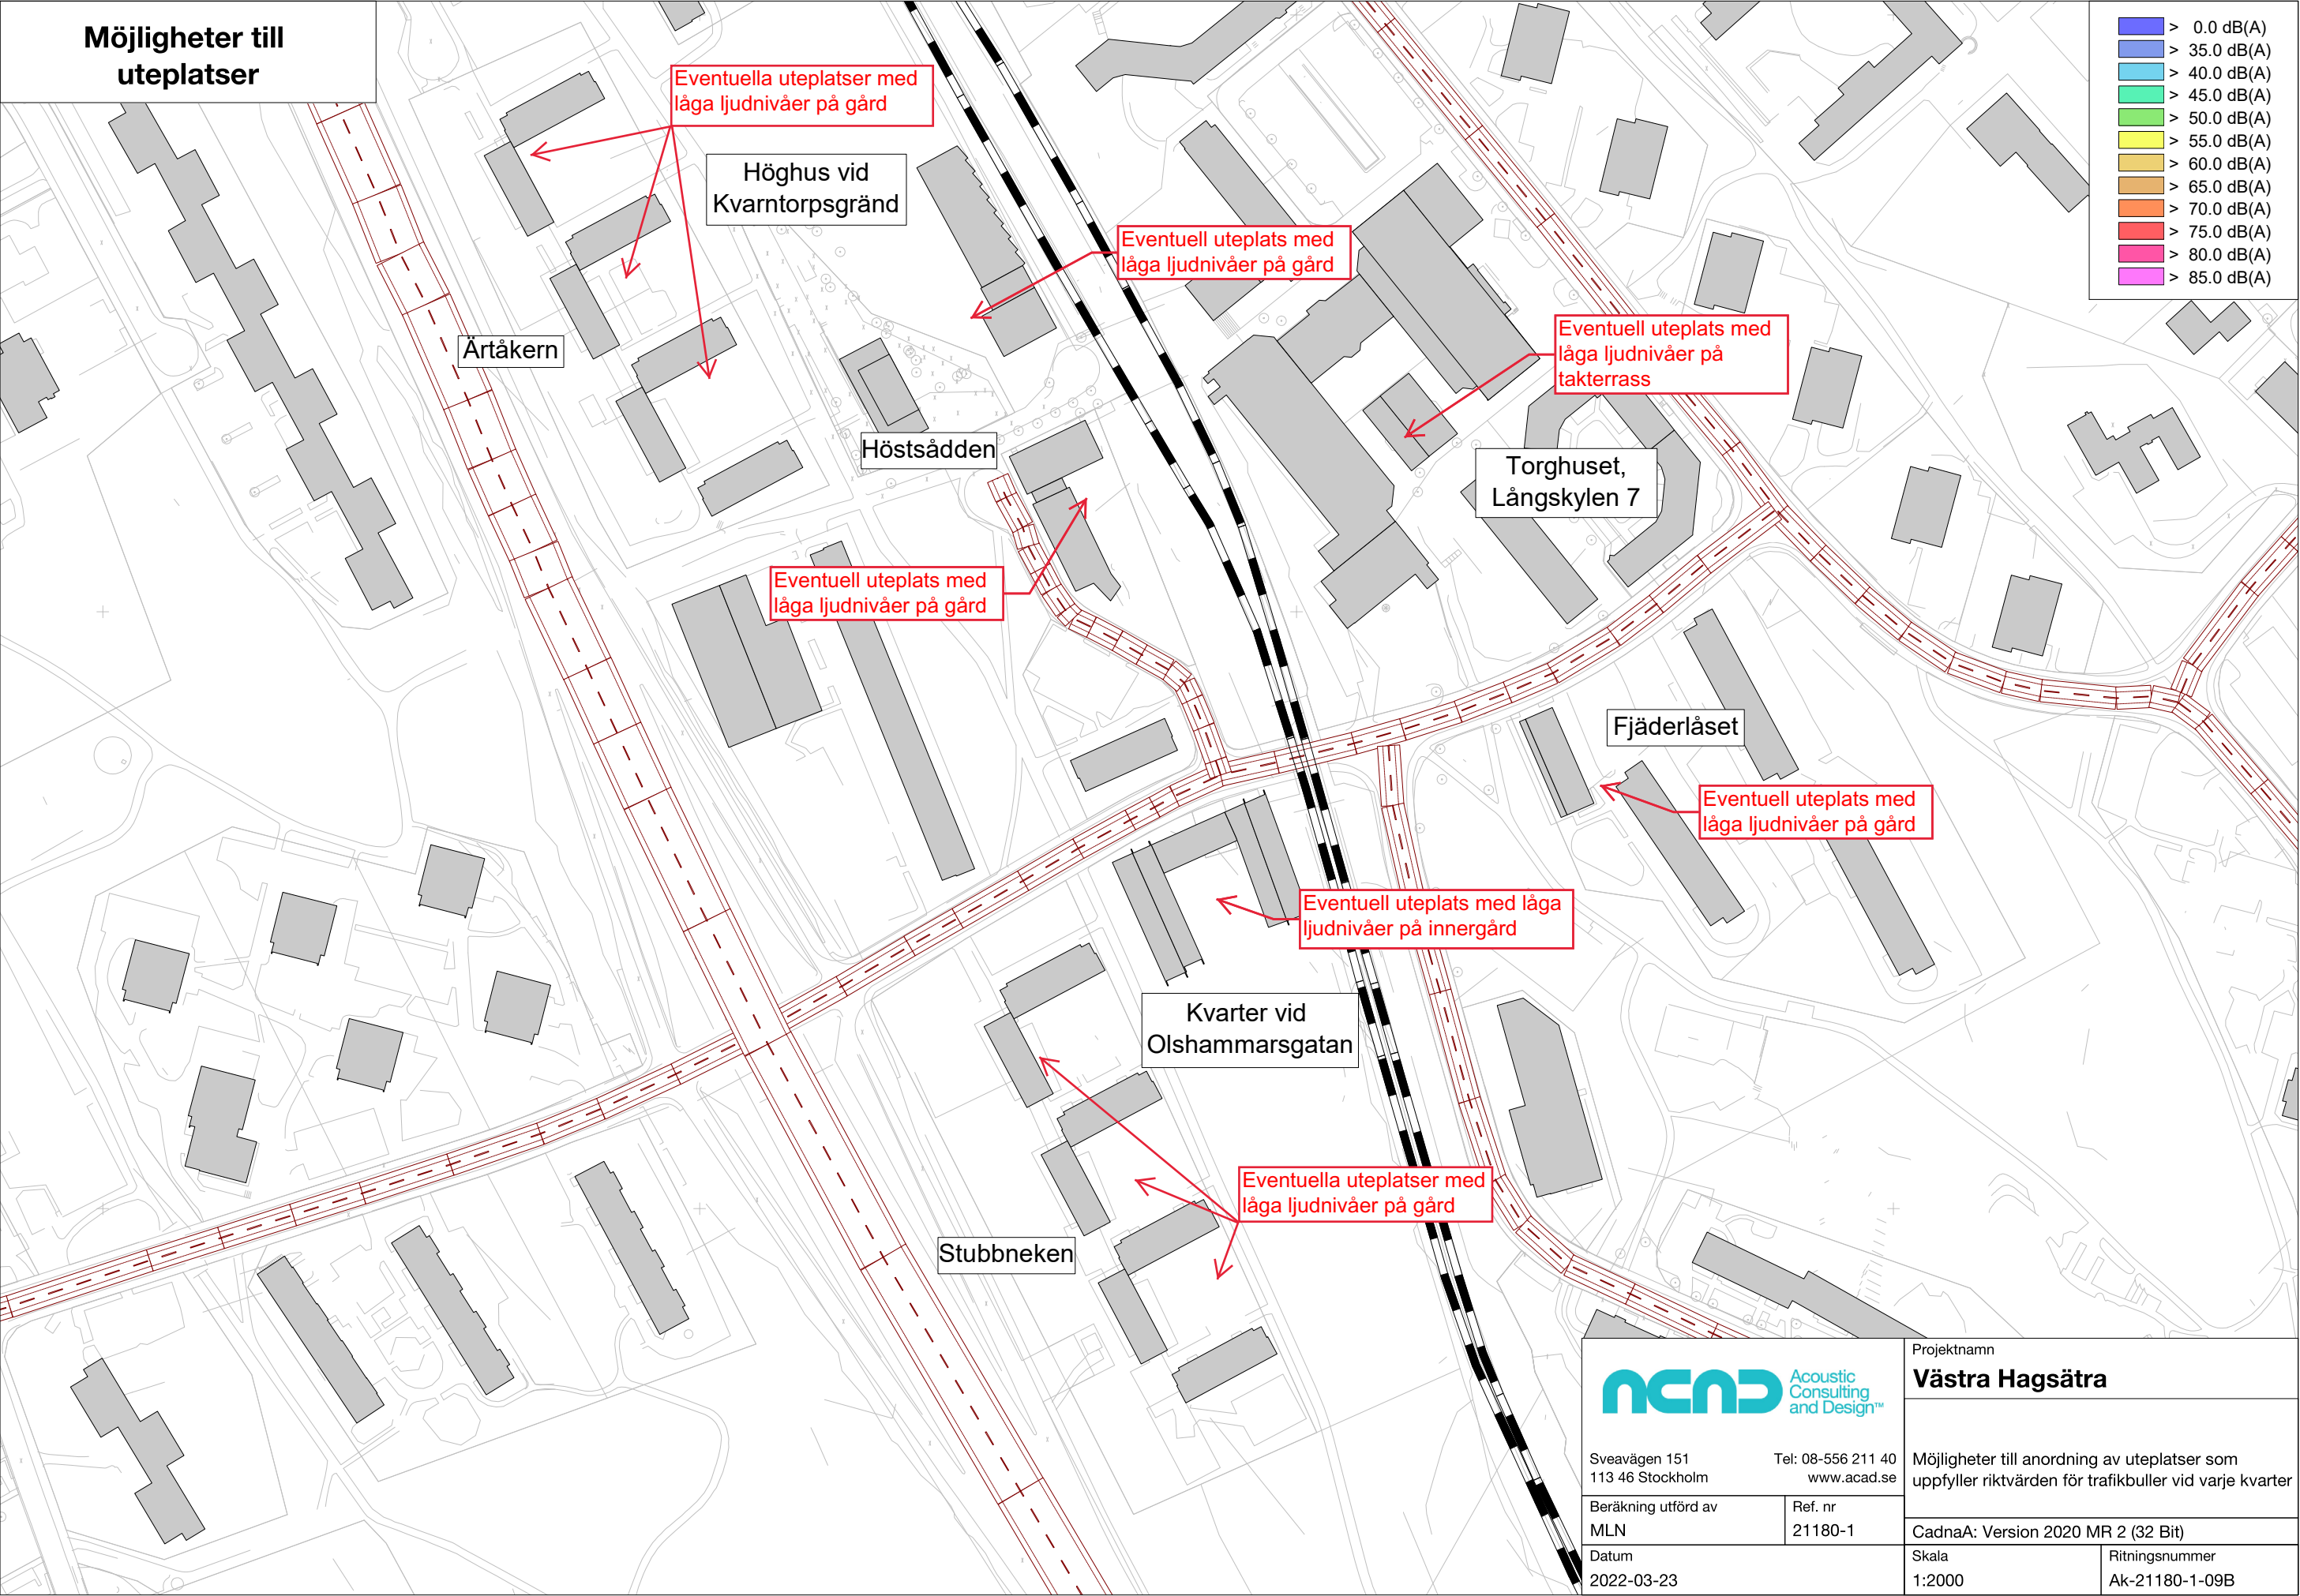 Möjligheter till
uteplatser
> 0.0 dB(A)
> 35.0 dB(A)
> 40.0 dB(A)
> 45.0 dB(A)
> 50.0 dB(A)
> 55.0 dB(A)
> 60.0 dB(A)
> 65.0 dB(A)
> 70.0 dB(A)
> 75.0 dB(A)
> 80.0 dB(A)
> 85.0 dB(A)
Eventuella uteplatser med
låga ljudnivåer på gård
Höghus vid
Kvarntorpsgränd
Eventuell uteplats med
låga ljudnivåer på gård
Eventuell uteplats med
låga ljudnivåer på
takterrass
Ärtåkern
Höstsådden
Torghuset,
Långskylen 7
Eventuell uteplats med
låga ljudnivåer på gård
Fjäderlåset
Eventuell uteplats med
låga ljudnivåer på gård
Eventuell uteplats med låga
ljudnivåer på innergård
Kvarter vid
Olshammarsgatan
Eventuella uteplatser med
låga ljudnivåer på gård
Stubbneken
acad
Acoustic
Consulting
and Design™
Sveavägen 151
113 46 Stockholm
Tel: 08-556 211 40
www.acad.se
Projektnamn
Västra Hagsätra
Möjligheter till anordning av uteplatser som
uppfyller riktvärden för trafikbuller vid varje kvarter
Beräkning utförd av
MLN
Ref. nr
21180-1
CadnaA: Version 2020 MR 2 (32 Bit)
Datum
2022-03-23
Skala
1:2000
Ritningsnummer
Ak-21180-1-09B